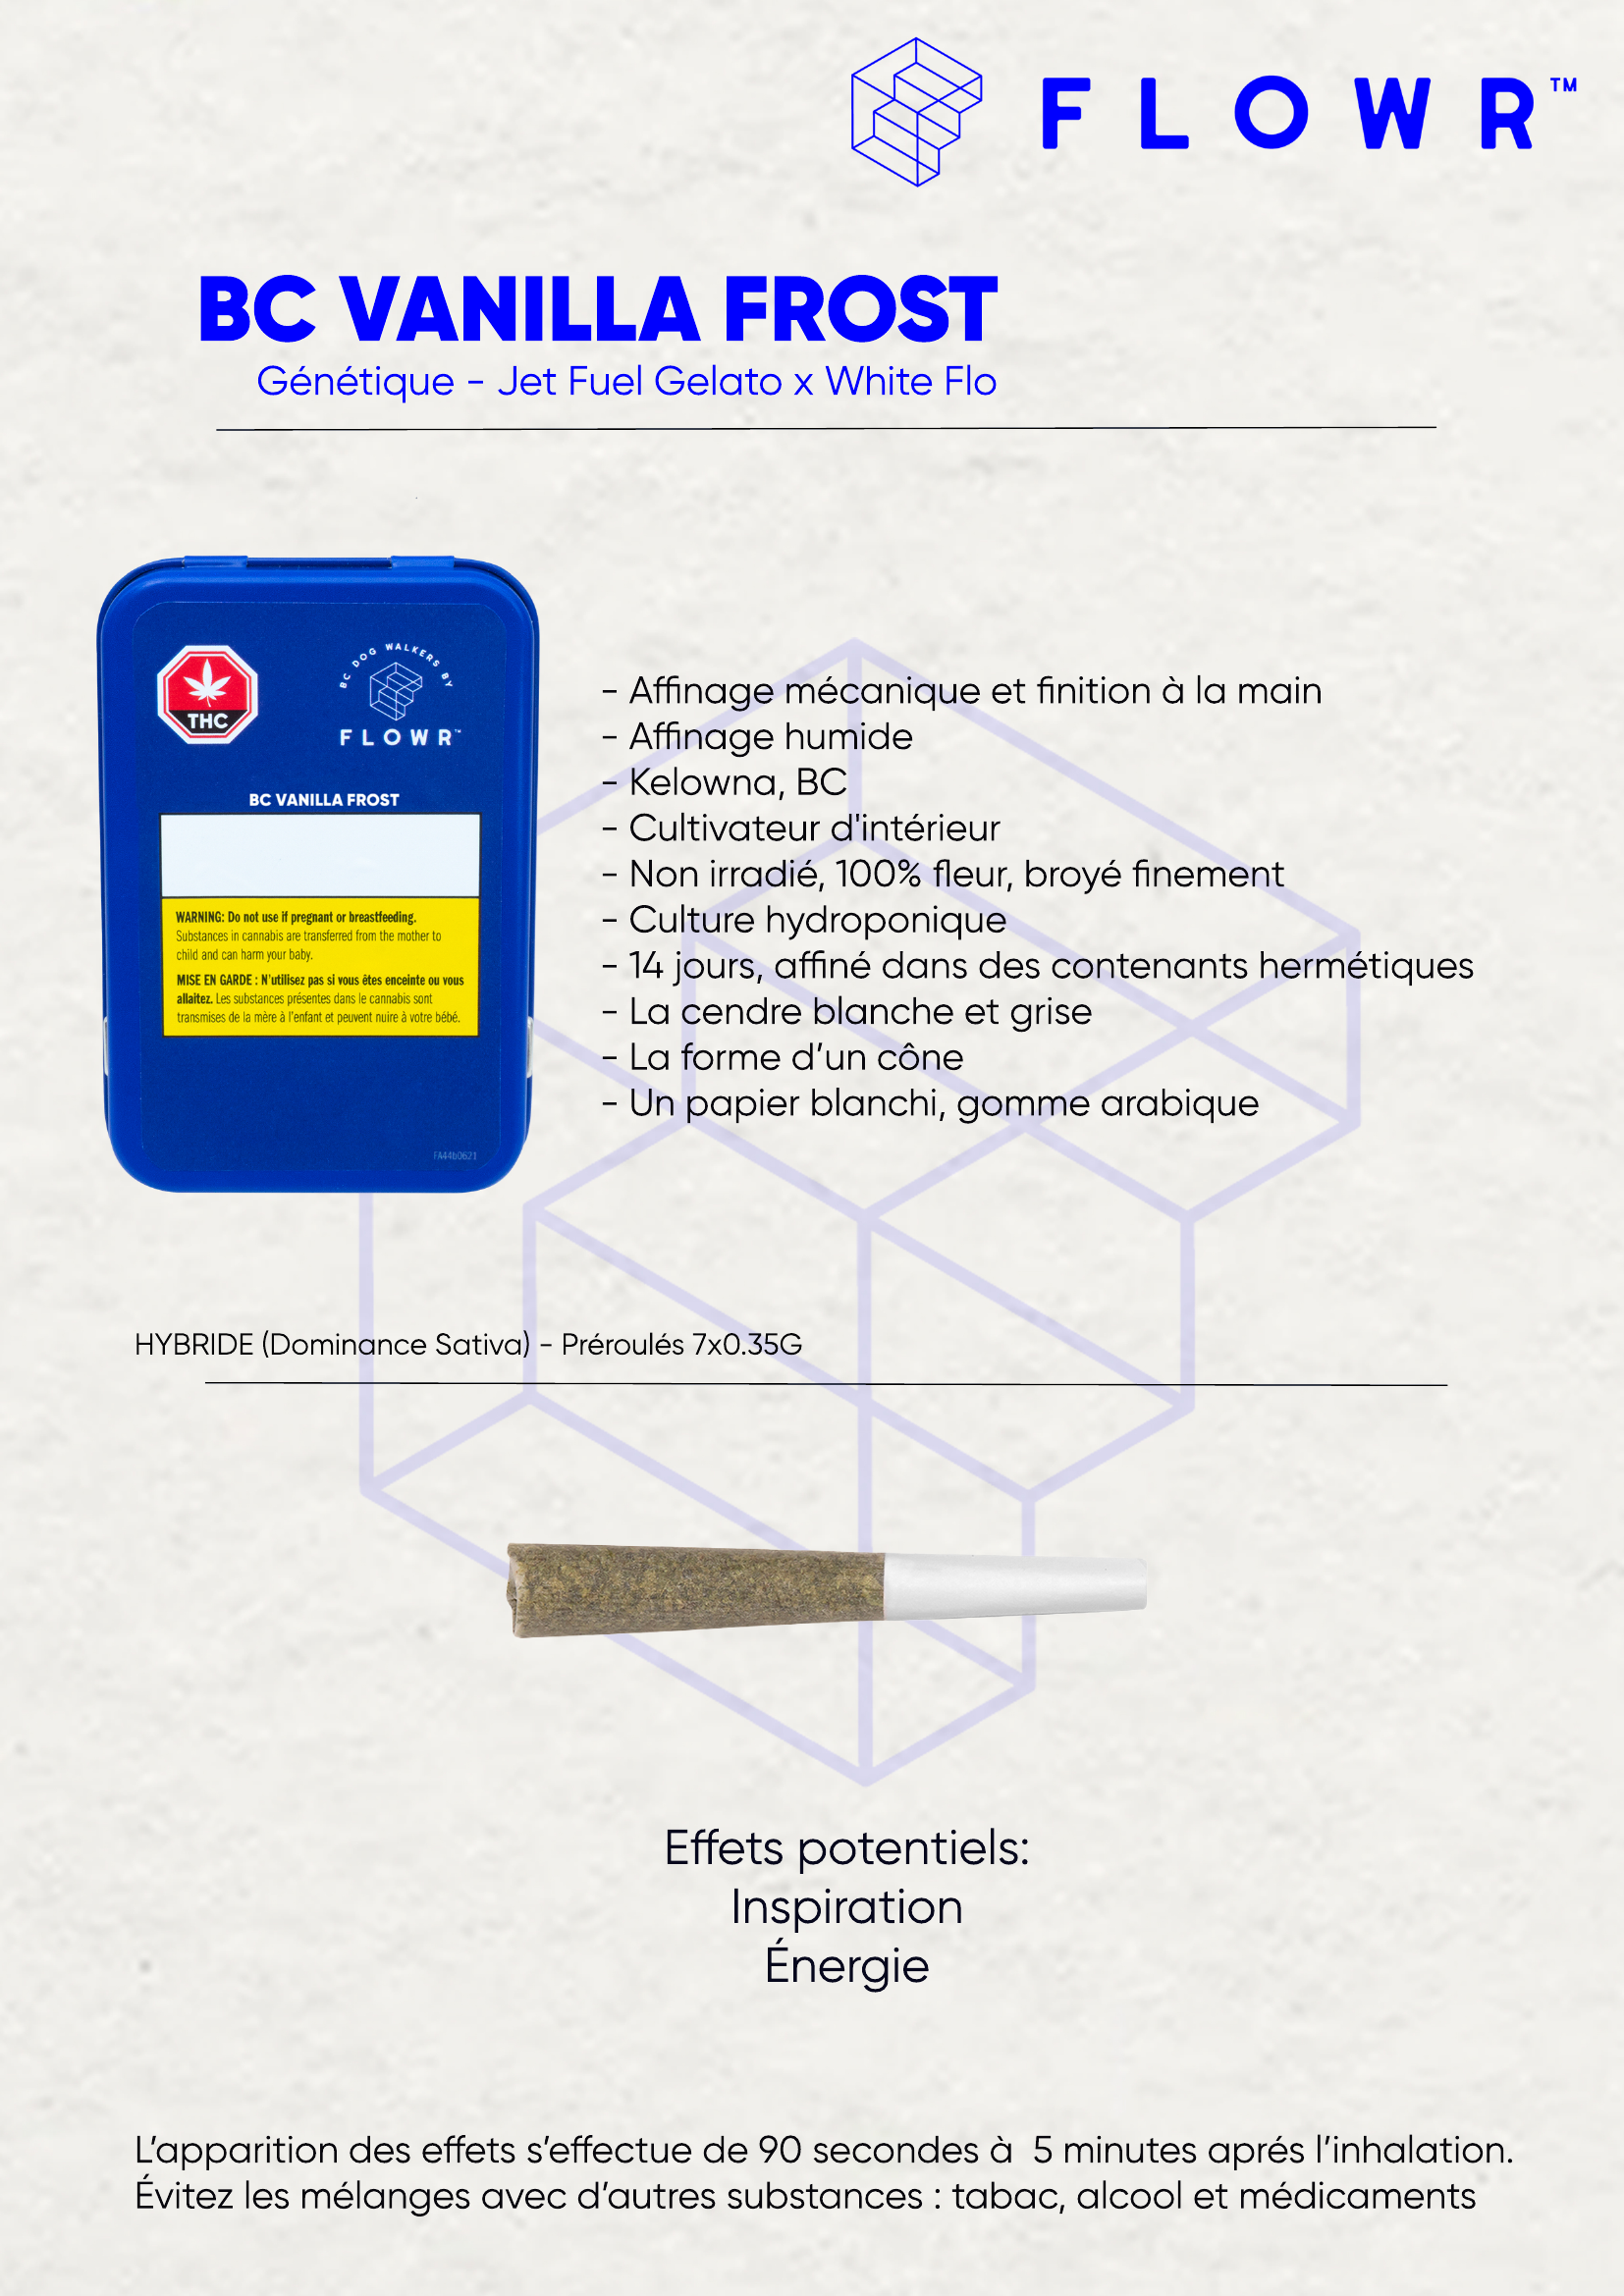 FLOWR™
BC VANILLA FROST
Génétique - Jet Fuel Gelato x White Flo
THC
BC DOG WALKERS BY
FLOWR™
BC VANILLA FROST
WARNING: Do not use if pregnant or breastfeeding.
Substances in cannabis are transferred from the mother to
child and can harm your baby.
MISE EN GARDE : N'utilisez pas si vous êtes enceinte ou vous
allaitez. Les substances présentes dans le cannabis sont
transmises de la mère à l'enfant et peuvent nuire à votre bébé.
FA44b0621
- Affinage mécanique et finition à la main
- Affinage humide
- Kelowna, BC
- Cultivateur d'intérieur
- Non irradié, 100% fleur, broyé finement
- Culture hydroponique
- 14 jours, affiné dans des contenants hermétiques
- La cendre blanche et grise
- La forme d’un cône
- Un papier blanchi, gomme arabique
HYBRIDE (Dominance Sativa) - Préroulés 7x0.35G
Effets potentiels:
Inspiration
Énergie
L’apparition des effets s’effectue de 90 secondes à  5 minutes aprés l’inhalation.
Évitez les mélanges avec d’autres substances : tabac, alcool et médicaments